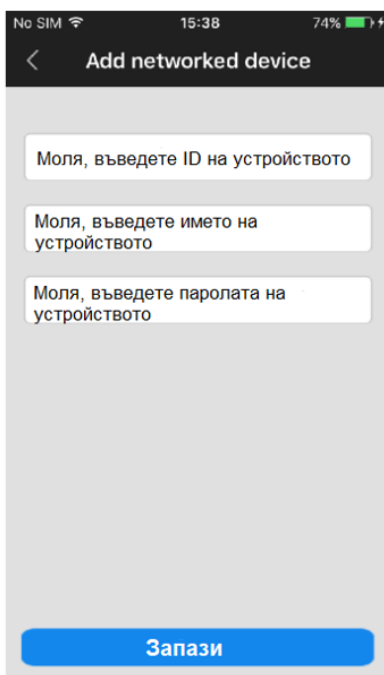 No SIM 15:38 74%
Add networked device
Моля, въведете ID на устройството
Моля, въведете името на
устройството
Моля, въведете паролата на
устройството
Запази